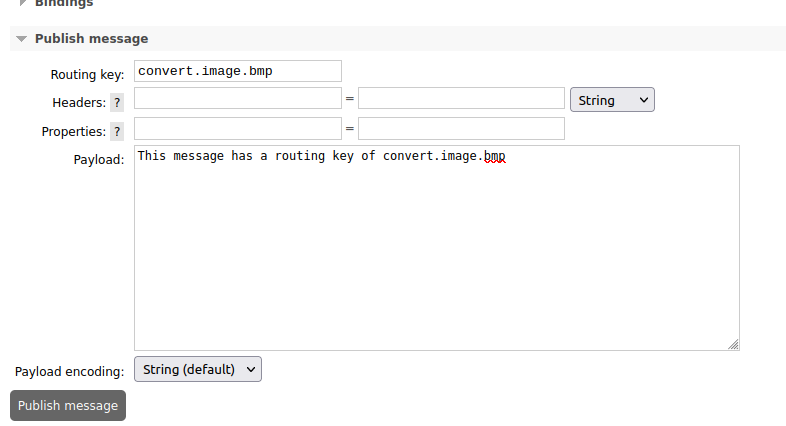 Bindings
Publish message
Routing key: convert.image.bmp
Headers: ? = String
Properties: ? =
Payload: This message has a routing key of convert.image.bmp
Payload encoding: String (default)
Publish message